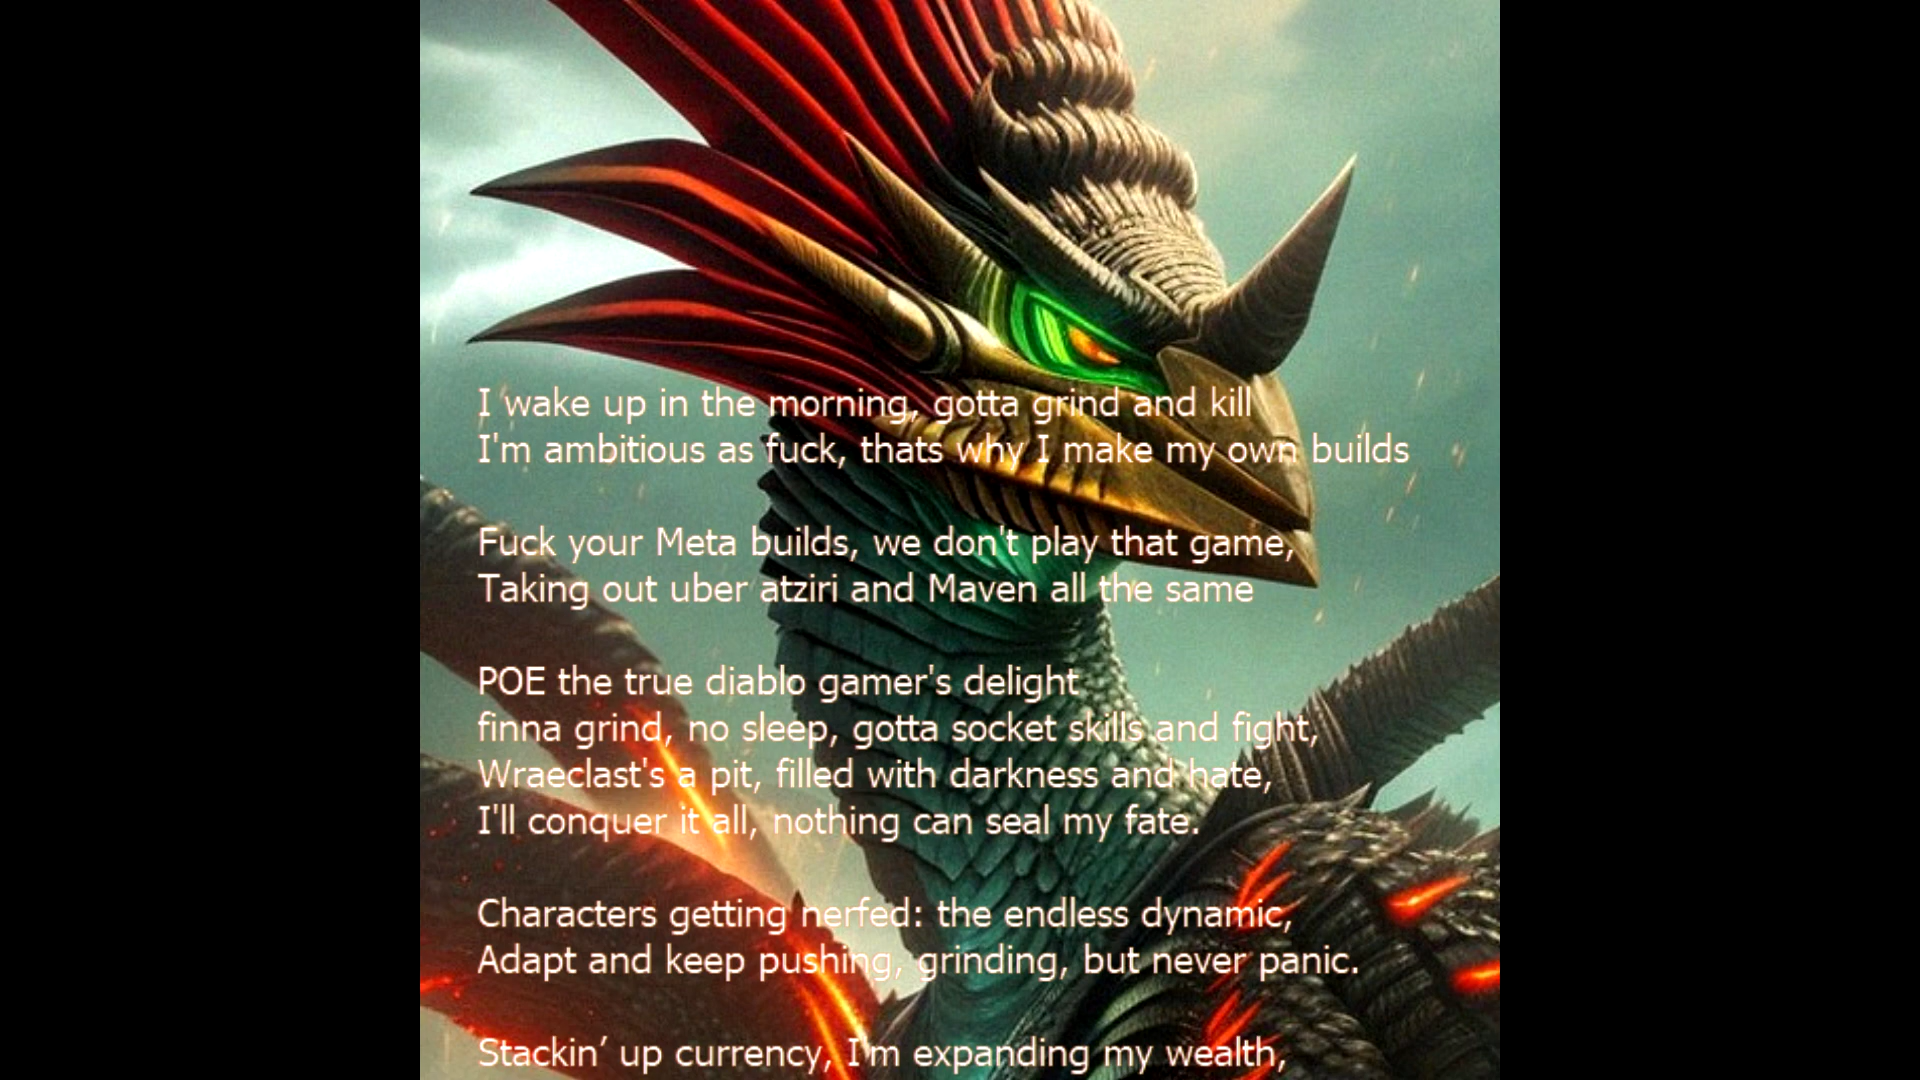 I wake up in the morning, gotta grind and kill
I'm ambitious as fuck, thats why I make my own builds
Fuck your Meta builds, we don't play that game,
Taking out uber atziri and Maven all the same
POE the true diablo gamer's delight
finna grind, no sleep, gotta socket skills and fight,
Wraeclast's a pit, filled with darkness and hate,
I'll conquer it all, nothing can seal my fate.
Characters getting nerfed: the endless dynamic,
Adapt and keep pushing, grinding, but never panic.
Stackin’ up currency, I'm expanding my wealth,